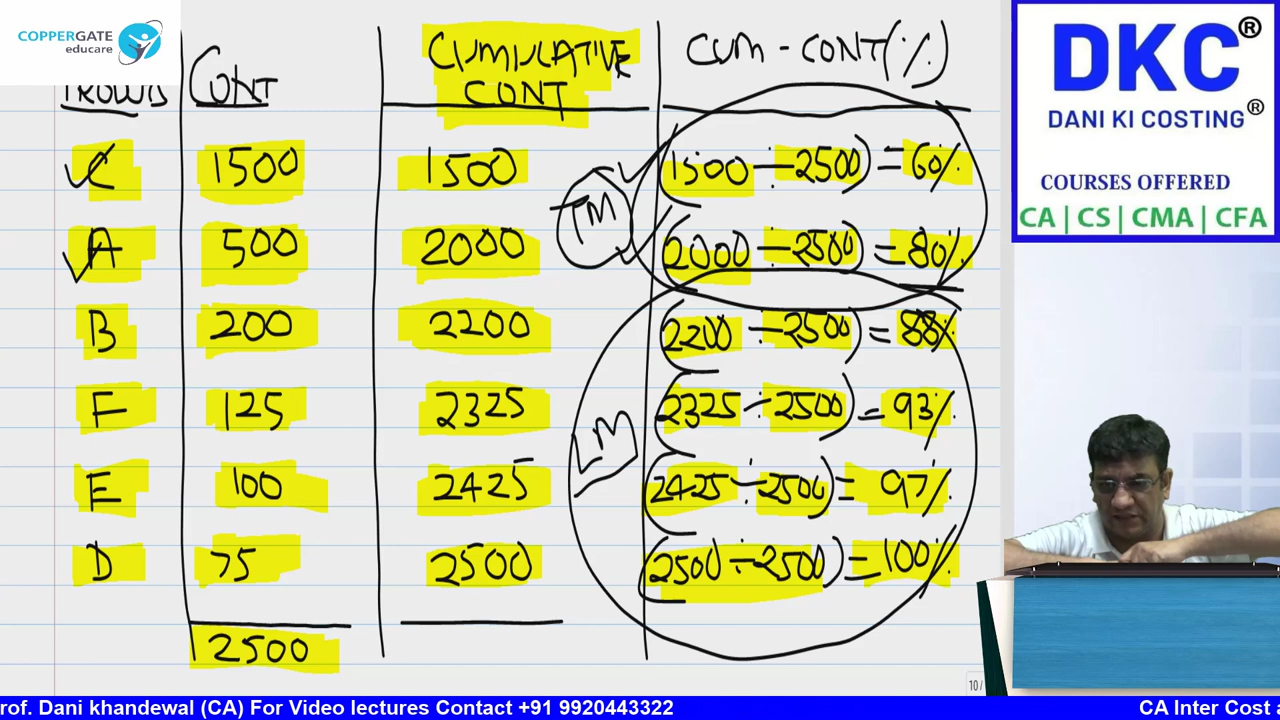 COPPERGATE
educare
CONT
CUMULATIVE
CONT
CUM - CONT (%)
C 1500 1500 (1500 ÷ 2500) = 60%
TM
A 500 2000 (2000 ÷ 2500) = 80%
B 200 2200 (2200 ÷ 2500) = 88%
F 125 2325 (2325 ÷ 2500) = 93%
LM
E 100 2425 (2425 ÷ 2500) = 97%
D 75 2500 (2500 ÷ 2500) = 100%
2500
10/
DKC®
DANI KI COSTING®
COURSES OFFERED
CA | CS | CMA | CFA
rof. Dani khandewal (CA) For Video lectures Contact +91 9920443322
CA Inter Cost a